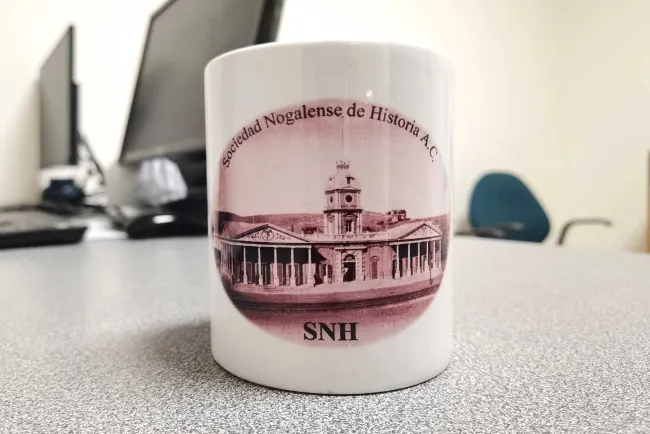 Sociedad Nogalense de Historia A.C.
SNH